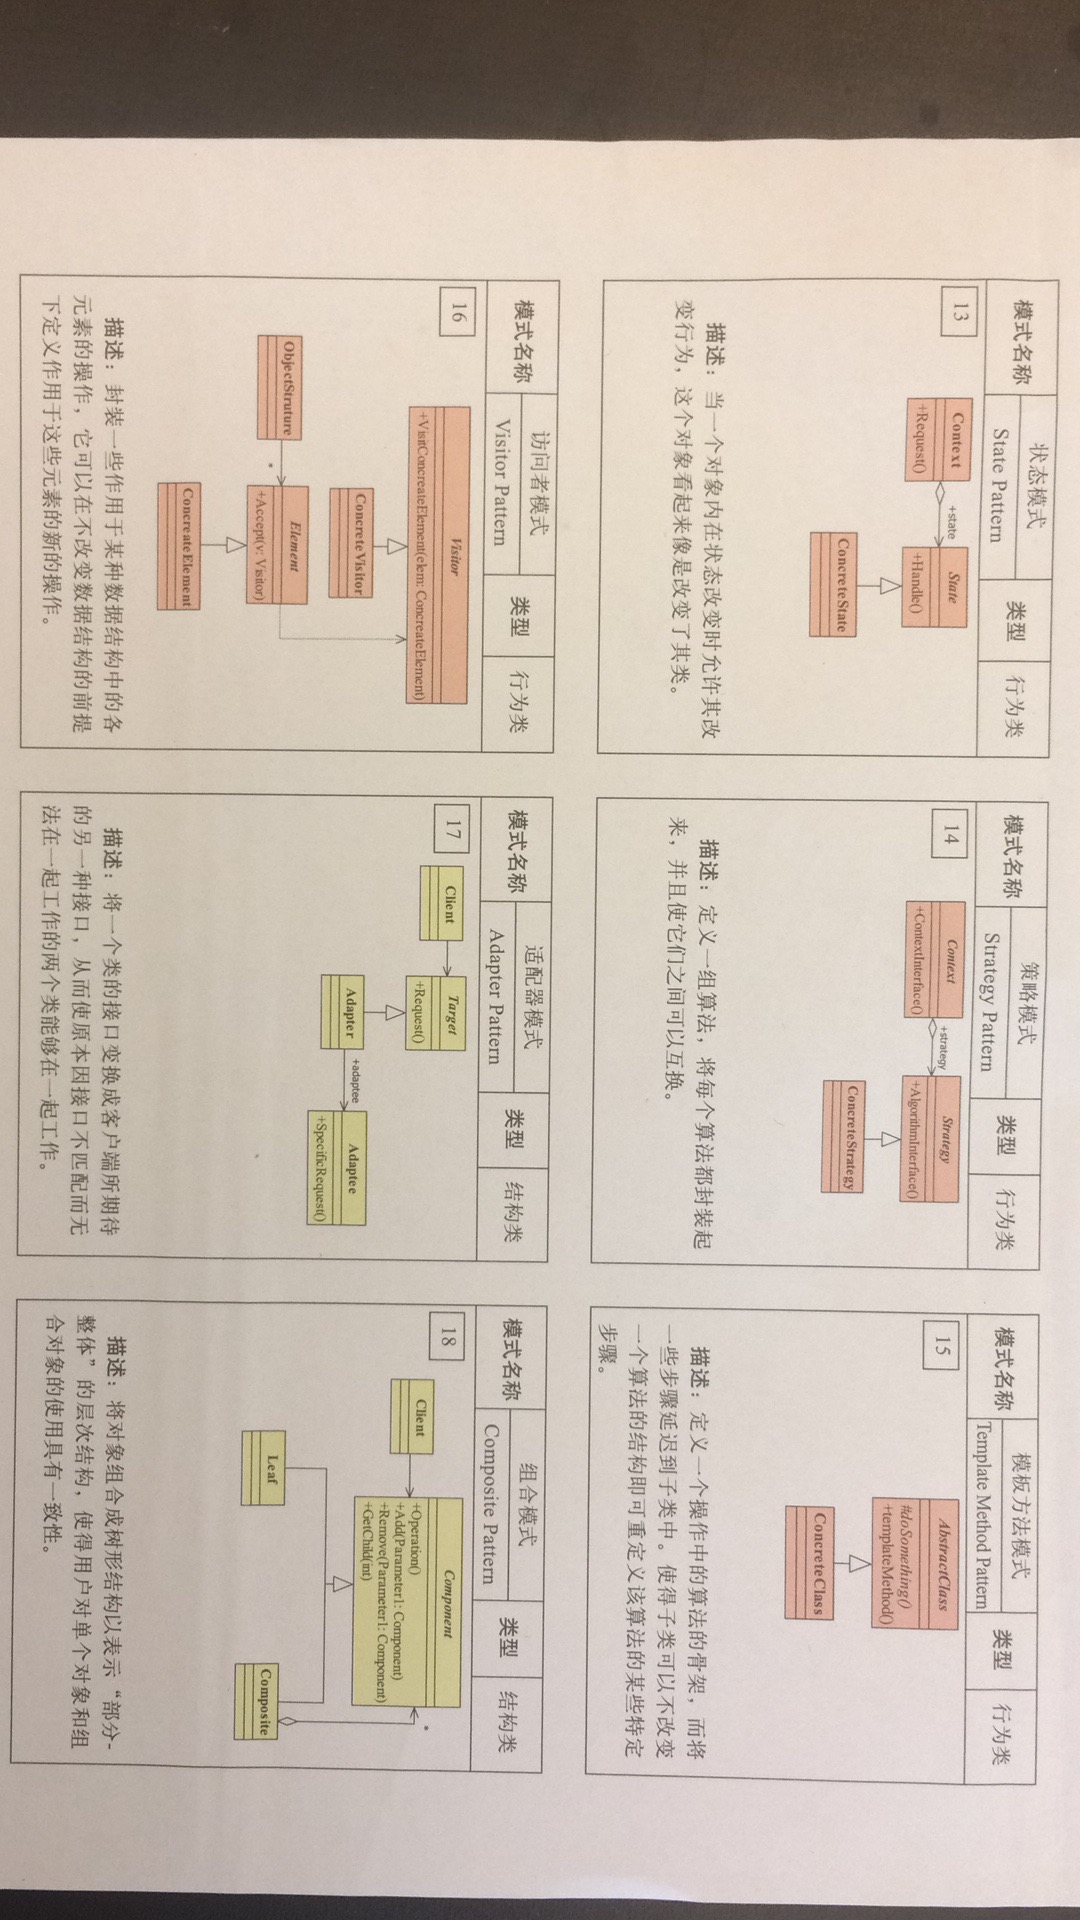 模式名称
状态模式
State Pattern
类型
行为类
13
Context
+Request()
+state
State
+Handle()
ConcreteState
描述：当一个对象内在状态改变时允许其改
变行为，这个对象看起来像是改变了其类。
模式名称
策略模式
Strategy Pattern
类型
行为类
14
Context
+ContextInterface()
+strategy
Strategy
+AlgorithmInterface()
ConcreteStrategy
描述：定义一组算法，将每个算法都封装起
来，并且使它们之间可以互换。
模式名称
模板方法模式
Template Method Pattern
类型
行为类
15
AbstractClass
#doSomething()
+templateMethod()
ConcreteClass
描述：定义一个操作中的算法的骨架，而将
一些步骤延迟到子类中。使得子类可以不改变
一个算法的结构即可重定义该算法的某些特定
步骤。
模式名称
访问者模式
Visitor Pattern
类型
行为类
16
Visitor
+VisitConcreateElement(elem: ConcreateElement)
ConcreteVisitor
ObjectStruture
*
Element
+Accept(v: Visitor)
ConcreateElement
描述：封装一些作用于某种数据结构中的各
元素的操作，它可以在不改变数据结构的前提
下定义作用于这些元素的新的操作。
模式名称
适配器模式
Adapter Pattern
类型
结构类
17
Client
Target
+Request()
Adapter
+adaptee
Adaptee
+SpecificRequest()
描述：将一个类的接口变换成客户端所期待
的另一种接口，从而使原本因接口不匹配而无
法在一起工作的两个类能够在一起工作。
模式名称
组合模式
Composite Pattern
类型
结构类
18
Client
Component
+Operation()
+Add(Parameter1: Component)
+Remove(Parameter1: Component)
+GetChild(int)
*
Leaf
Composite
描述：将对象组合成树形结构以表示“部分-
整体”的层次结构，使得用户对单个对象和组
合对象的使用具有一致性。